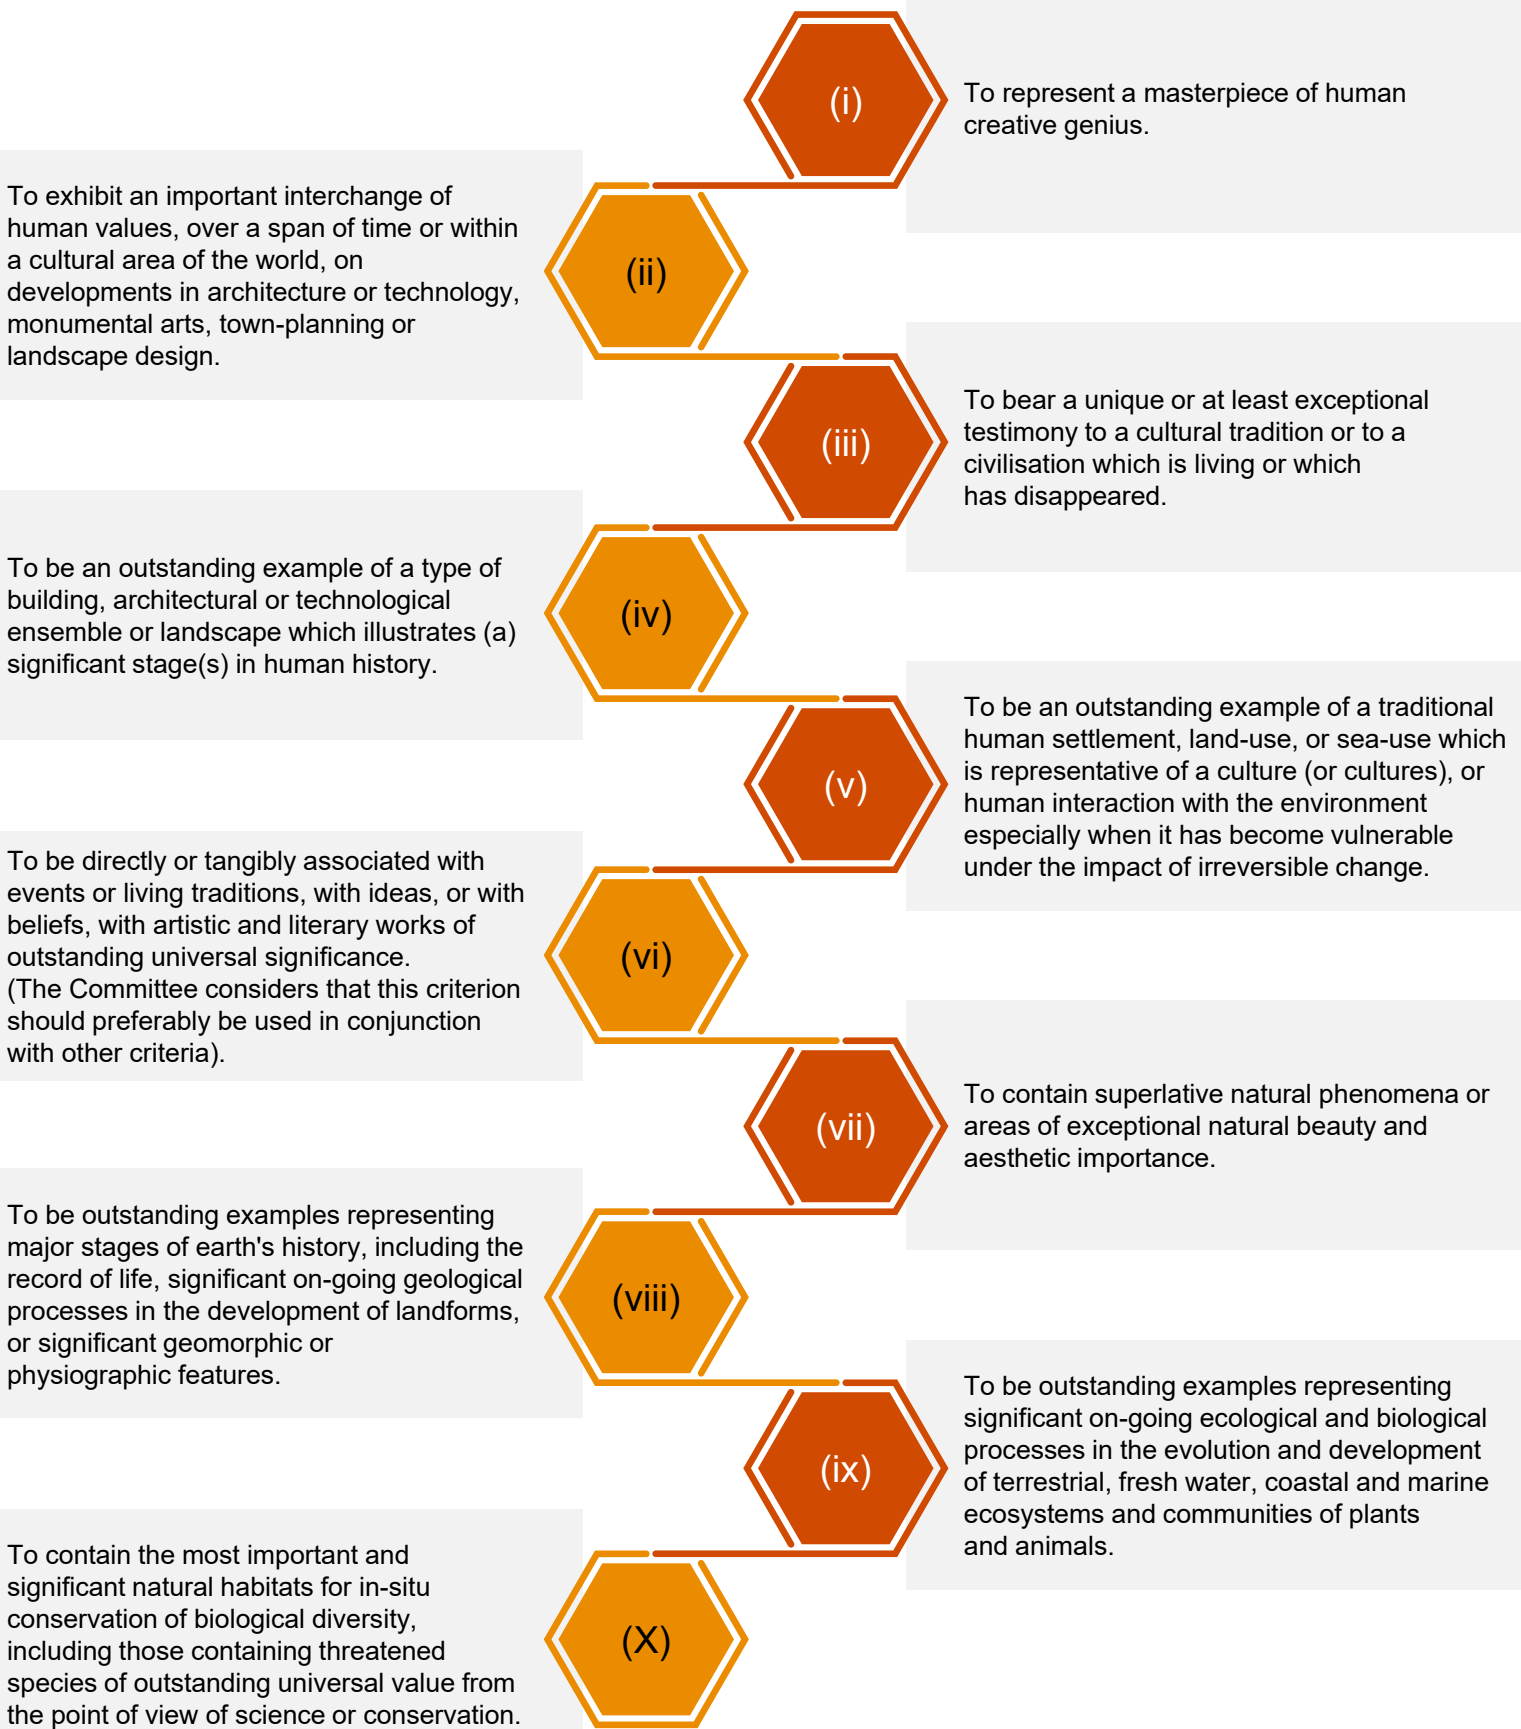 (i)
To represent a masterpiece of human
creative genius.
To exhibit an important interchange of
human values, over a span of time or within
a cultural area of the world, on
developments in architecture or technology,
monumental arts, town-planning or
landscape design.
(ii)
(iii)
To bear a unique or at least exceptional
testimony to a cultural tradition or to a
civilisation which is living or which
has disappeared.
To be an outstanding example of a type of
building, architectural or technological
ensemble or landscape which illustrates (a)
significant stage(s) in human history.
(iv)
(v)
To be an outstanding example of a traditional
human settlement, land-use, or sea-use which
is representative of a culture (or cultures), or
human interaction with the environment
especially when it has become vulnerable
under the impact of irreversible change.
To be directly or tangibly associated with
events or living traditions, with ideas, or with
beliefs, with artistic and literary works of
outstanding universal significance.
(The Committee considers that this criterion
should preferably be used in conjunction
with other criteria).
(vi)
(vii)
To contain superlative natural phenomena or
areas of exceptional natural beauty and
aesthetic importance.
To be outstanding examples representing
major stages of earth's history, including the
record of life, significant on-going geological
processes in the development of landforms,
or significant geomorphic or
physiographic features.
(viii)
(ix)
To be outstanding examples representing
significant on-going ecological and biological
processes in the evolution and development
of terrestrial, fresh water, coastal and marine
ecosystems and communities of plants
and animals.
To contain the most important and
significant natural habitats for in-situ
conservation of biological diversity,
including those containing threatened
species of outstanding universal value from
the point of view of science or conservation.
(X)